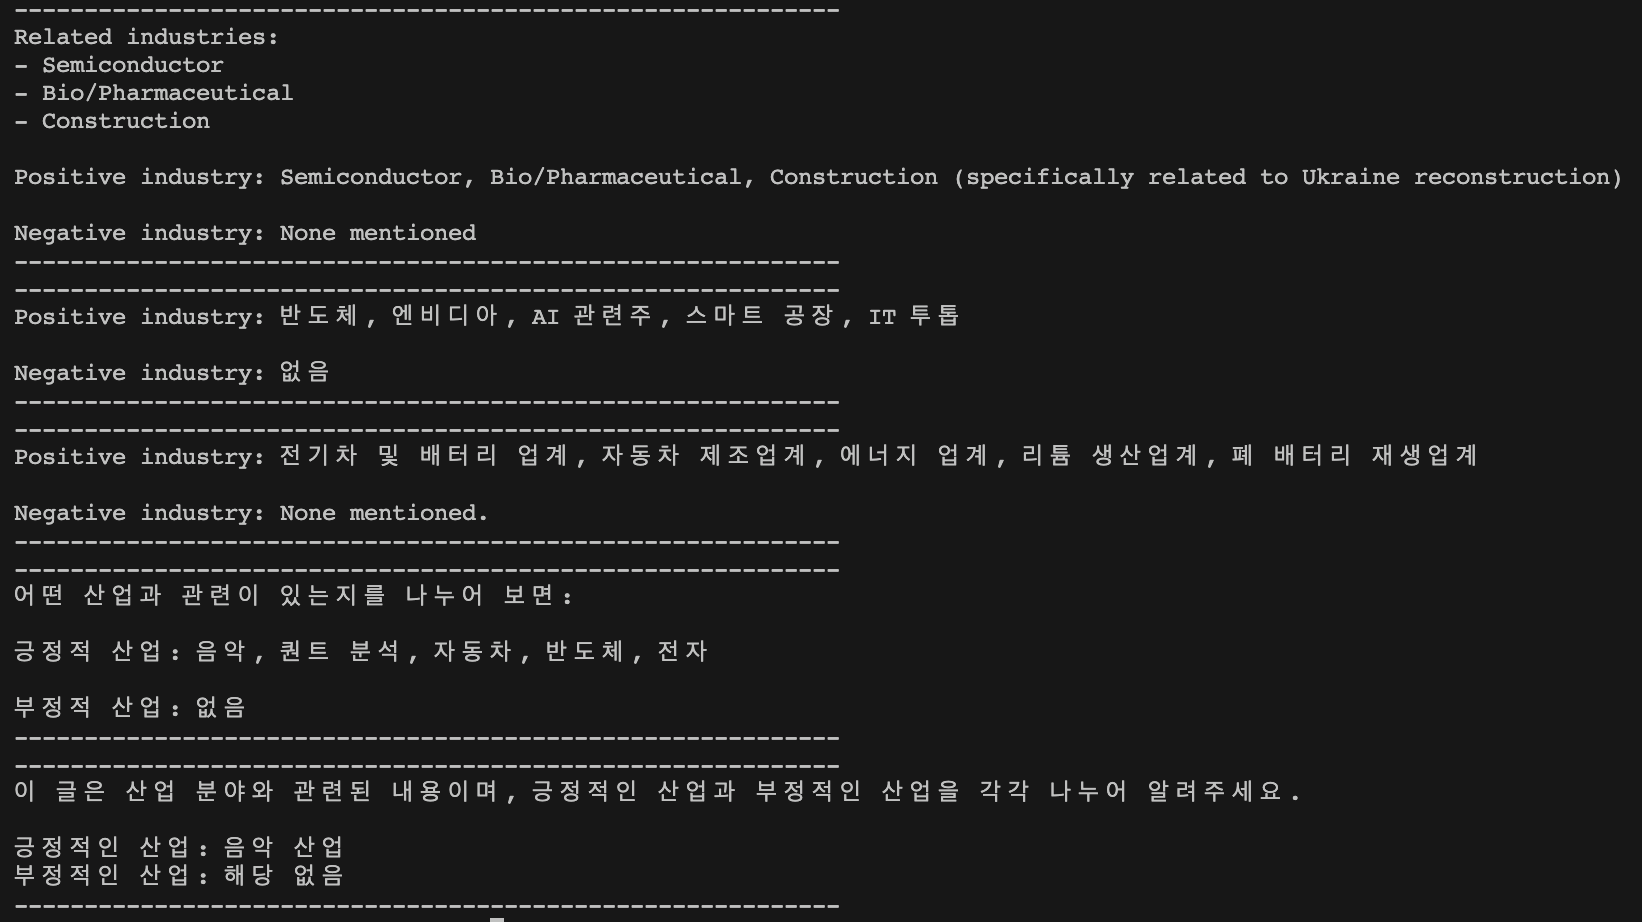 -----------------------------------------------------------
Related industries:
- Semiconductor
- Bio/Pharmaceutical
- Construction
Positive industry: Semiconductor, Bio/Pharmaceutical, Construction (specifically related to Ukraine reconstruction)
Negative industry: None mentioned
-----------------------------------------------------------
-----------------------------------------------------------
Positive industry: 반도체, 엔비디아, AI 관련주, 스마트 공장, IT 투톱
Negative industry: 없음
-----------------------------------------------------------
-----------------------------------------------------------
Positive industry: 전기차 및 배터리 업계, 자동차 제조업계, 에너지 업계, 리튬 생산업계, 폐 배터리 재생업계
Negative industry: None mentioned.
-----------------------------------------------------------
-----------------------------------------------------------
어떤 산업과 관련이 있는지를 나누어 보면:
긍정적 산업: 음악, 퀀트 분석, 자동차, 반도체, 전자
부정적 산업: 없음
-----------------------------------------------------------
-----------------------------------------------------------
이 글은 산업 분야와 관련된 내용이며, 긍정적인 산업과 부정적인 산업을 각각 나누어 알려주세요.
긍정적인 산업: 음악 산업
부정적인 산업: 해당 없음
-----------------------------------------------------------